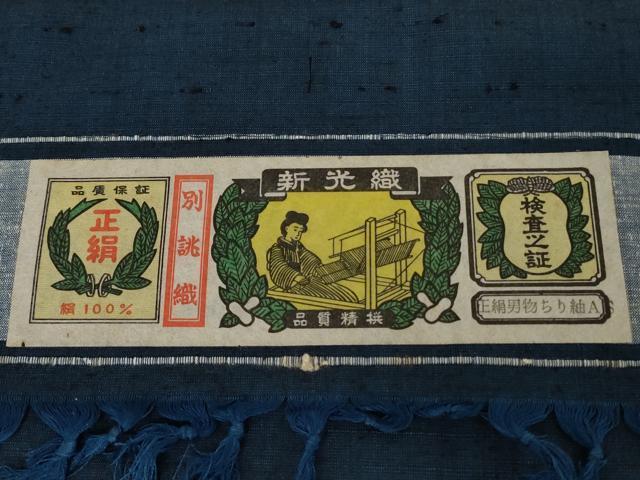 品质保証
正絹
絹100%
別誂織
新光織
品質精撰
検査之証
正絹男物ちり紬A